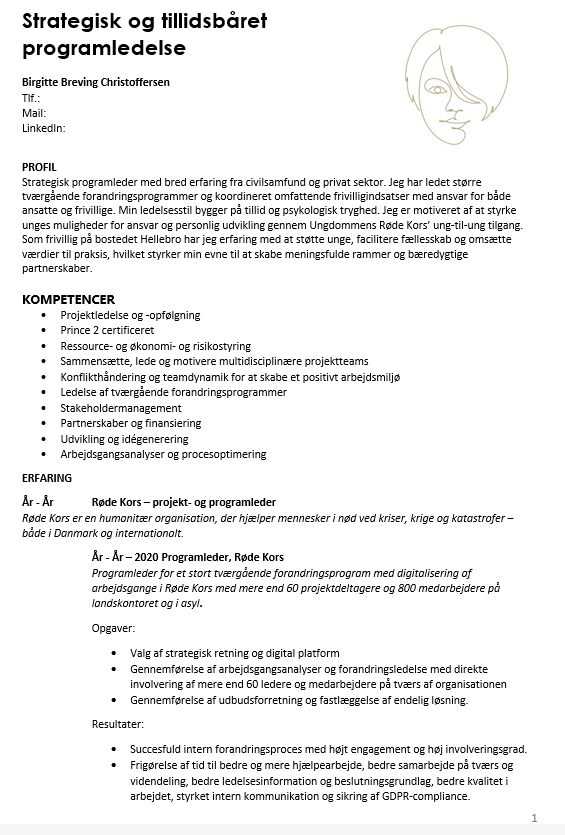 Strategisk og tillidsbåret
programledelse
Birgitte Breving Christoffersen
Tlf.:
Mail:
LinkedIn:
PROFIL
Strategisk programleder med bred erfaring fra civilsamfund og privat sektor. Jeg har ledet større
tværgående forandringsprogrammer og koordineret omfattende frivilligindsatser med ansvar for både
ansatte og frivillige. Min ledelsesstil bygger på tillid og psykologisk tryghed. Jeg er motiveret af at styrke
unges muligheder for ansvar og personlig udvikling gennem Ungdommens Røde Kors’ ung-til-ung tilgang.
Som frivillig på bostedet Hellebro har jeg erfaring med at støtte unge, facilitere fællesskab og omsætte
værdier til praksis, hvilket styrker min evne til at skabe meningsfulde rammer og bæredygtige
partnerskaber.
KOMPETENCER
• Projektledelse og -opfølgning
• Prince 2 certificeret
• Ressource- og økonomi- og risikostyring
• Sammensætte, lede og motivere multidisciplinære projektteams
• Konflikthåndering og teamdynamik for at skabe et positivt arbejdsmiljø
• Ledelse af tværgående forandringsprogrammer
• Stakeholdermanagement
• Partnerskaber og finansiering
• Udvikling og idégenerering
• Arbejdsgangsanalyser og procesoptimering
ERFARING
År - År Røde Kors – projekt- og programleder
Røde Kors er en humanitær organisation, der hjælper mennesker i nød ved kriser, krige og katastrofer –
både i Danmark og internationalt.
År - År – 2020 Programleder, Røde Kors
Programleder for et stort tværgående forandringsprogram med digitalisering af
arbejdsgange i Røde Kors med mere end 60 projektdeltagere og 800 medarbejdere på
landskontoret og i asyl.
Opgaver:
• Valg af strategisk retning og digital platform
• Gennemførelse af arbejdsgangsanalyser og forandringsledelse med direkte
involvering af mere end 60 ledere og medarbejdere på tværs af organisationen
• Gennemførelse af udbudsforretning og fastlæggelse af endelig løsning.
Resultater:
• Succesfuld intern forandringsproces med højt engagement og høj involveringsgrad.
• Frigørelse af tid til bedre og mere hjælpearbejde, bedre samarbejde på tværs og
videndeling, bedre ledelsesinformation og beslutningsgrundlag, bedre kvalitet i
arbejdet, styrket intern kommunikation og sikring af GDPR-compliance.
1